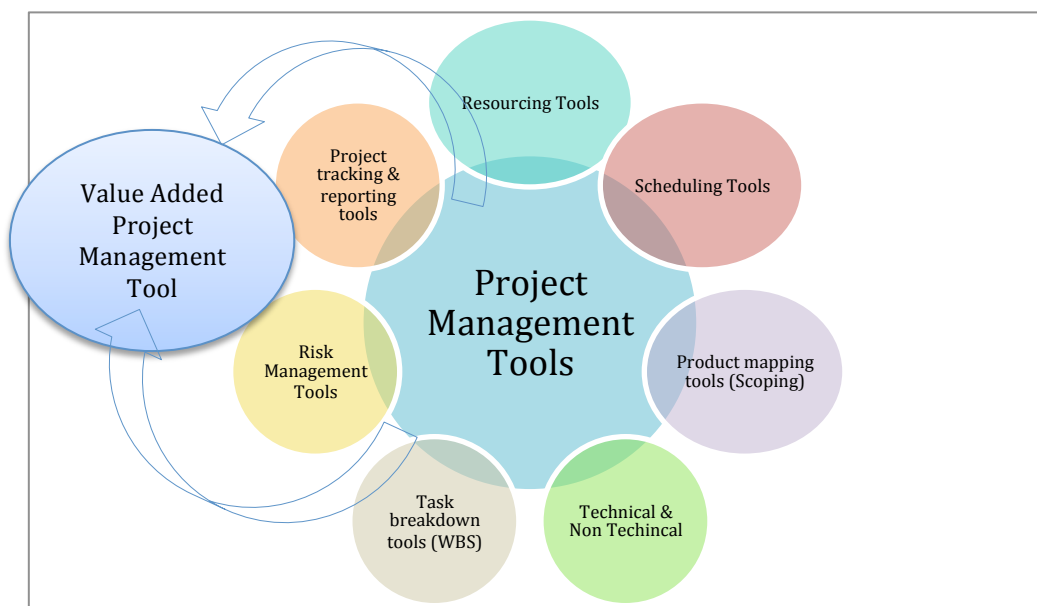 Resourcing Tools
Project
tracking &
reporting
tools
Scheduling Tools
Value Added
Project
Management
Tool
Project
Management
Tools
Risk
Management
Tools
Product mapping
tools (Scoping)
Task
breakdown
tools (WBS)
Technical &
Non Techincal